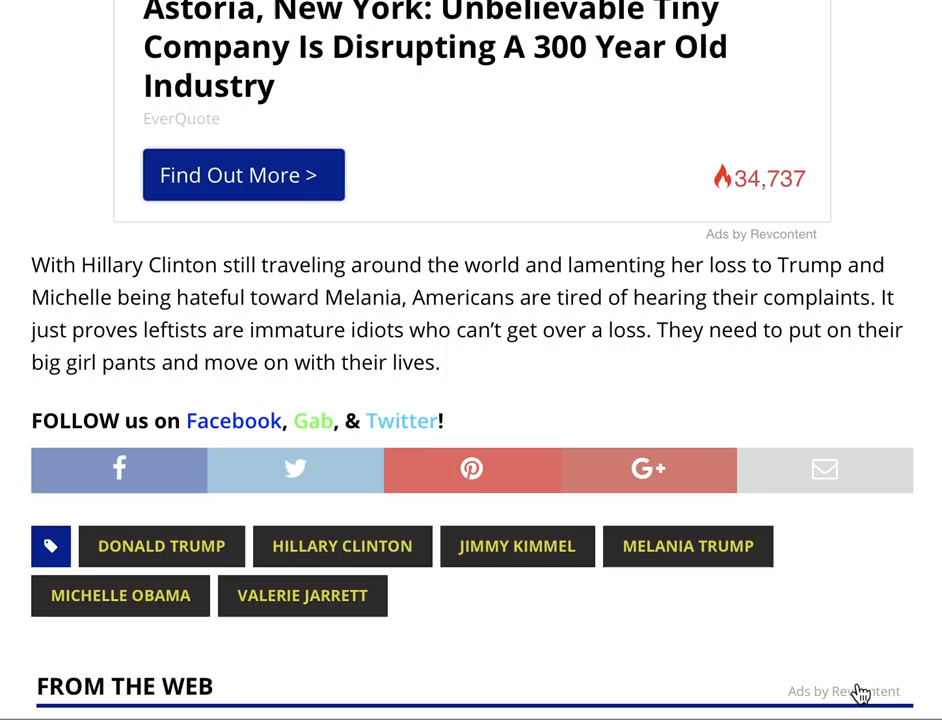 Astoria, New York: Unbelievable Tiny
Company Is Disrupting A 300 Year Old
Industry
EverQuote
Find Out More >
34,737
Ads by Revcontent
With Hillary Clinton still traveling around the world and lamenting her loss to Trump and
Michelle being hateful toward Melania, Americans are tired of hearing their complaints. It
just proves leftists are immature idiots who can’t get over a loss. They need to put on their
big girl pants and move on with their lives.
FOLLOW us on Facebook, Gab, & Twitter!
f G+
DONALD TRUMP HILLARY CLINTON JIMMY KIMMEL MELANIA TRUMP
MICHELLE OBAMA VALERIE JARRETT
FROM THE WEB Ads by Revcontent